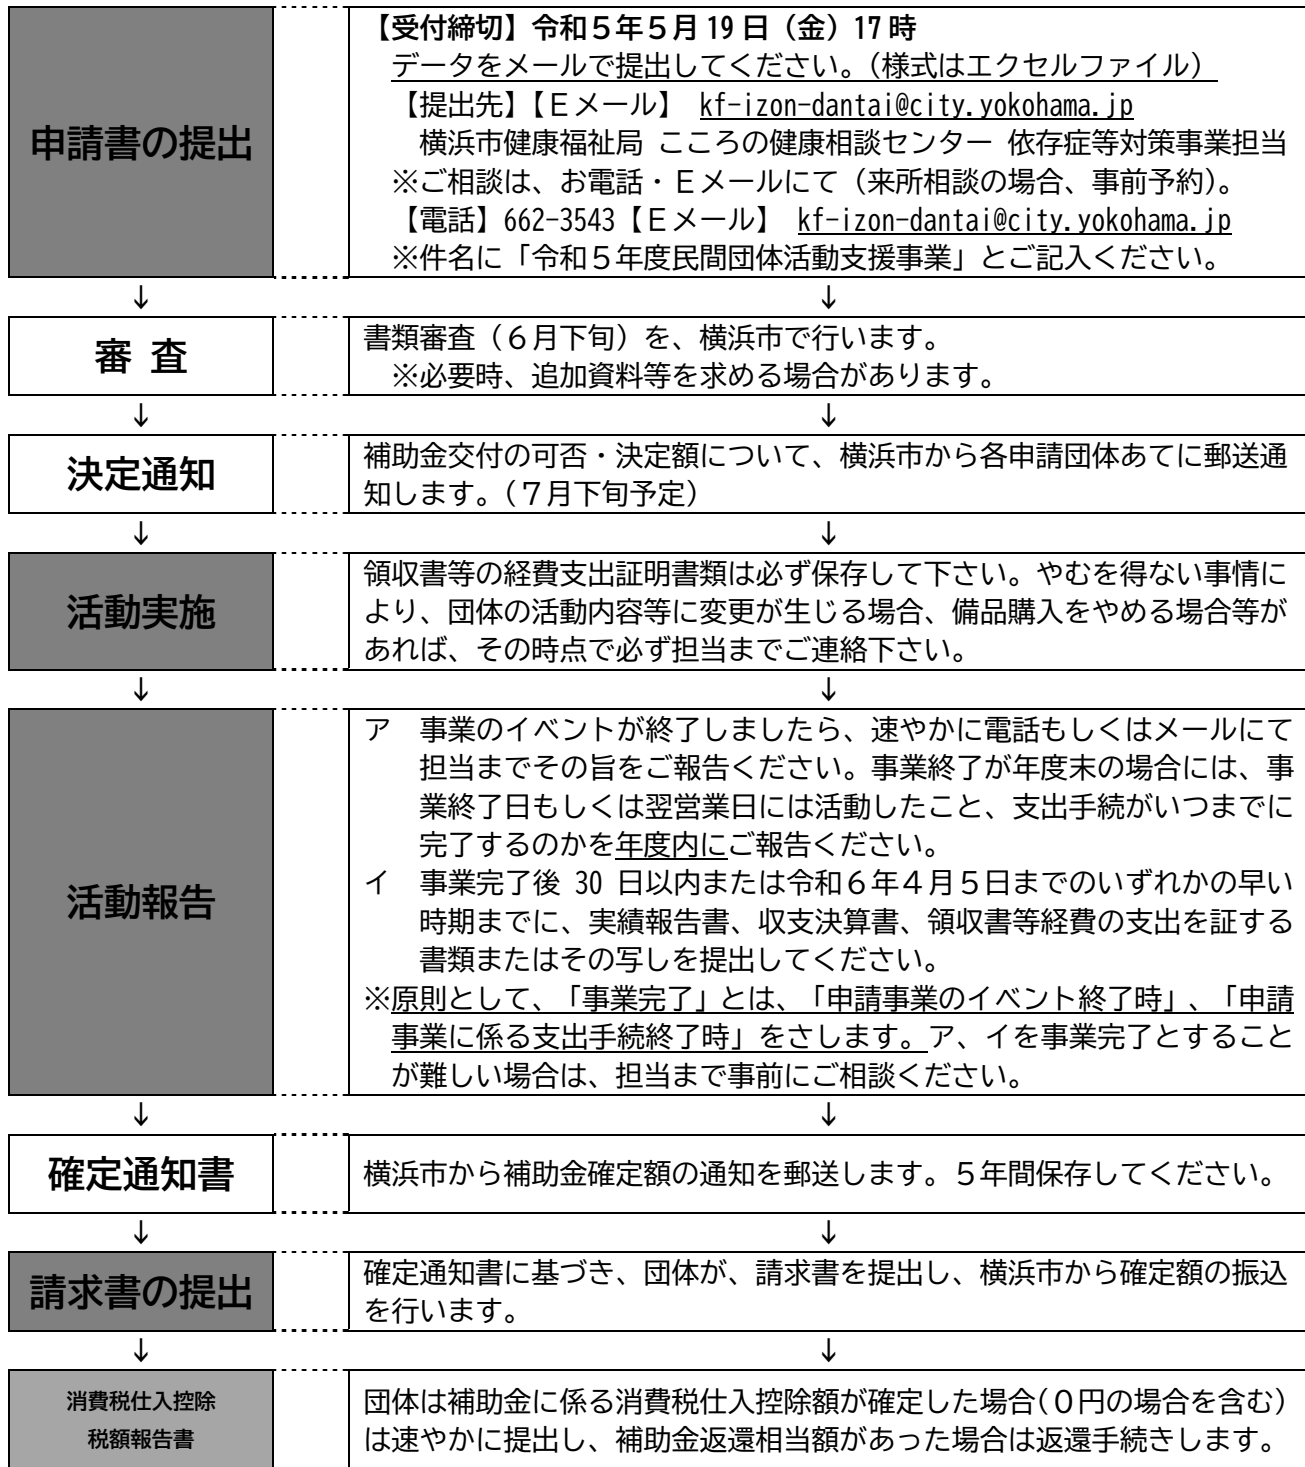 申請書の提出
【受付締切】令和５年５月19日（金）17時
データをメールで提出してください。（様式はエクセルファイル）
【提出先】【Ｅメール】 kf-izon-dantai@city.yokohama.jp
横浜市健康福祉局 こころの健康相談センター 依存症等対策事業担当
※ご相談は、お電話・Ｅメールにて（来所相談の場合、事前予約）。
【電話】662-3543【Ｅメール】 kf-izon-dantai@city.yokohama.jp
※件名に「令和５年度民間団体活動支援事業」とご記入ください。
↓ ↓
審 査
書類審査（６月下旬）を、横浜市で行います。
※必要時、追加資料等を求める場合があります。
↓ ↓
決定通知
補助金交付の可否・決定額について、横浜市から各申請団体あてに郵送通
知します。（７月下旬予定）
↓ ↓
活動実施
領収書等の経費支出証明書類は必ず保存して下さい。やむを得ない事情に
より、団体の活動内容等に変更が生じる場合、備品購入をやめる場合等が
あれば、その時点で必ず担当までご連絡下さい。
↓ ↓
活動報告
ア 事業のイベントが終了しましたら、速やかに電話もしくはメールにて
担当までその旨をご報告ください。事業終了が年度末の場合には、事
業終了日もしくは翌営業日には活動したこと、支出手続がいつまでに
完了するのかを年度内にご報告ください。
イ 事業完了後 30 日以内または令和６年４月５日までのいずれかの早い
時期までに、実績報告書、収支決算書、領収書等経費の支出を証する
書類またはその写しを提出してください。
※原則として、「事業完了」とは、「申請事業のイベント終了時」、「申請
事業に係る支出手続終了時」をさします。ア、イを事業完了とすること
が難しい場合は、担当まで事前にご相談ください。
↓ ↓
確定通知書
横浜市から補助金確定額の通知を郵送します。５年間保存してください。
↓ ↓
請求書の提出
確定通知書に基づき、団体が、請求書を提出し、横浜市から確定額の振込
を行います。
↓ ↓
消費税仕入控除
税額報告書
団体は補助金に係る消費税仕入控除額が確定した場合（０円の場合を含む）
は速やかに提出し、補助金返還相当額があった場合は返還手続きします。